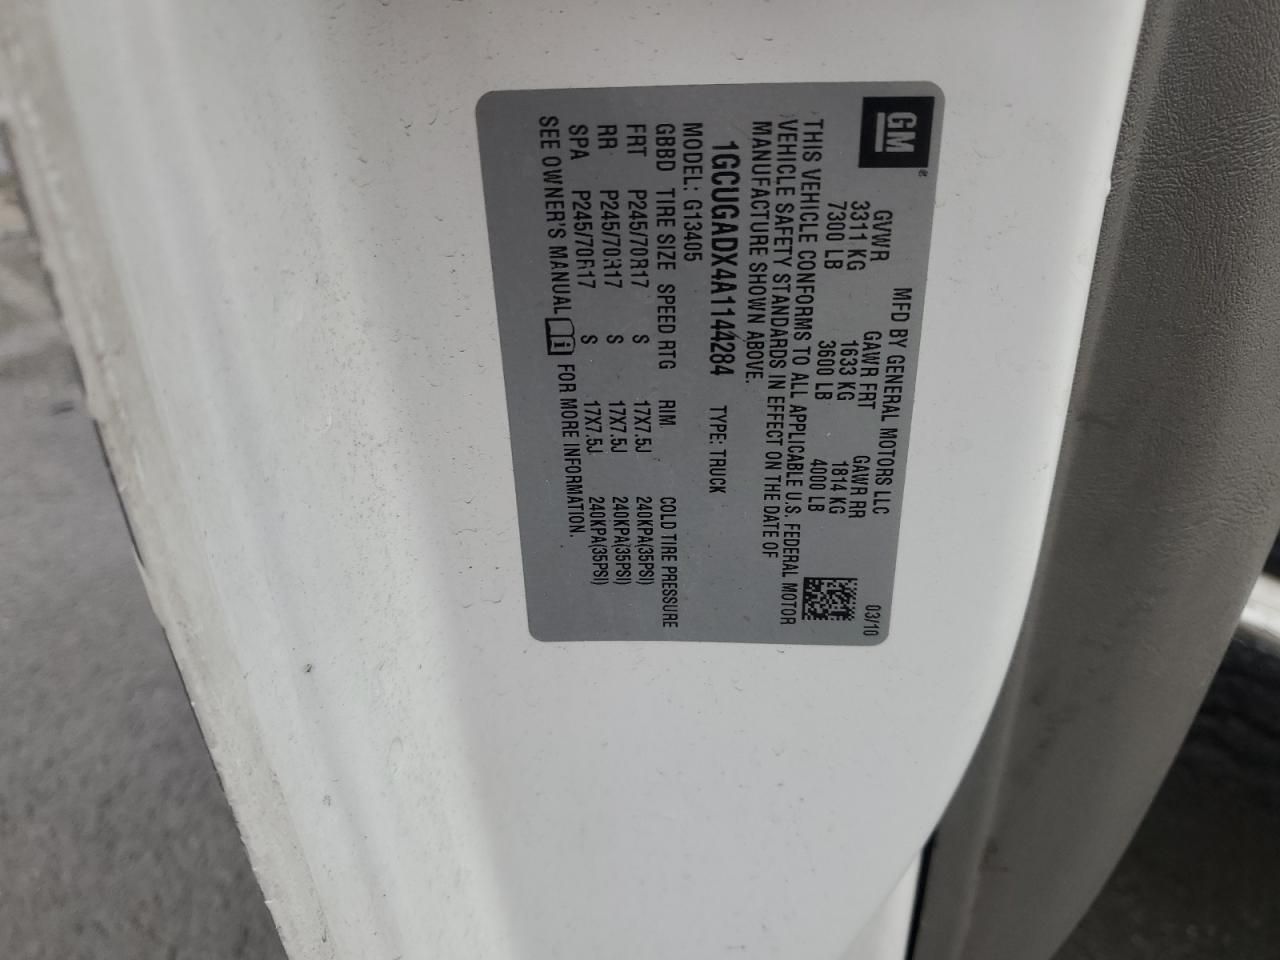 GM
MFD BY GENERAL MOTORS LLC 03/10
GVWR GAWR FRT GAWR RR
3311 KG 1633 KG 1814 KG
7300 LB 3600 LB 4000 LB
THIS VEHICLE CONFORMS TO ALL APPLICABLE U.S. FEDERAL MOTOR
VEHICLE SAFETY STANDARDS IN EFFECT ON THE DATE OF
MANUFACTURE SHOWN ABOVE.
1GCUGADX4A1144284 TYPE: TRUCK
MODEL: G13405
GBBD TIRE SIZE SPEED RTG RIM COLD TIRE PRESSURE
FRT P245/70R17 S 17X7.5J 240KPA(35PSI)
RR P245/70R17 S 17X7.5J 240KPA(35PSI)
SPA P245/70R17 S 17X7.5J 240KPA(35PSI)
SEE OWNER'S MANUAL FOR MORE INFORMATION.